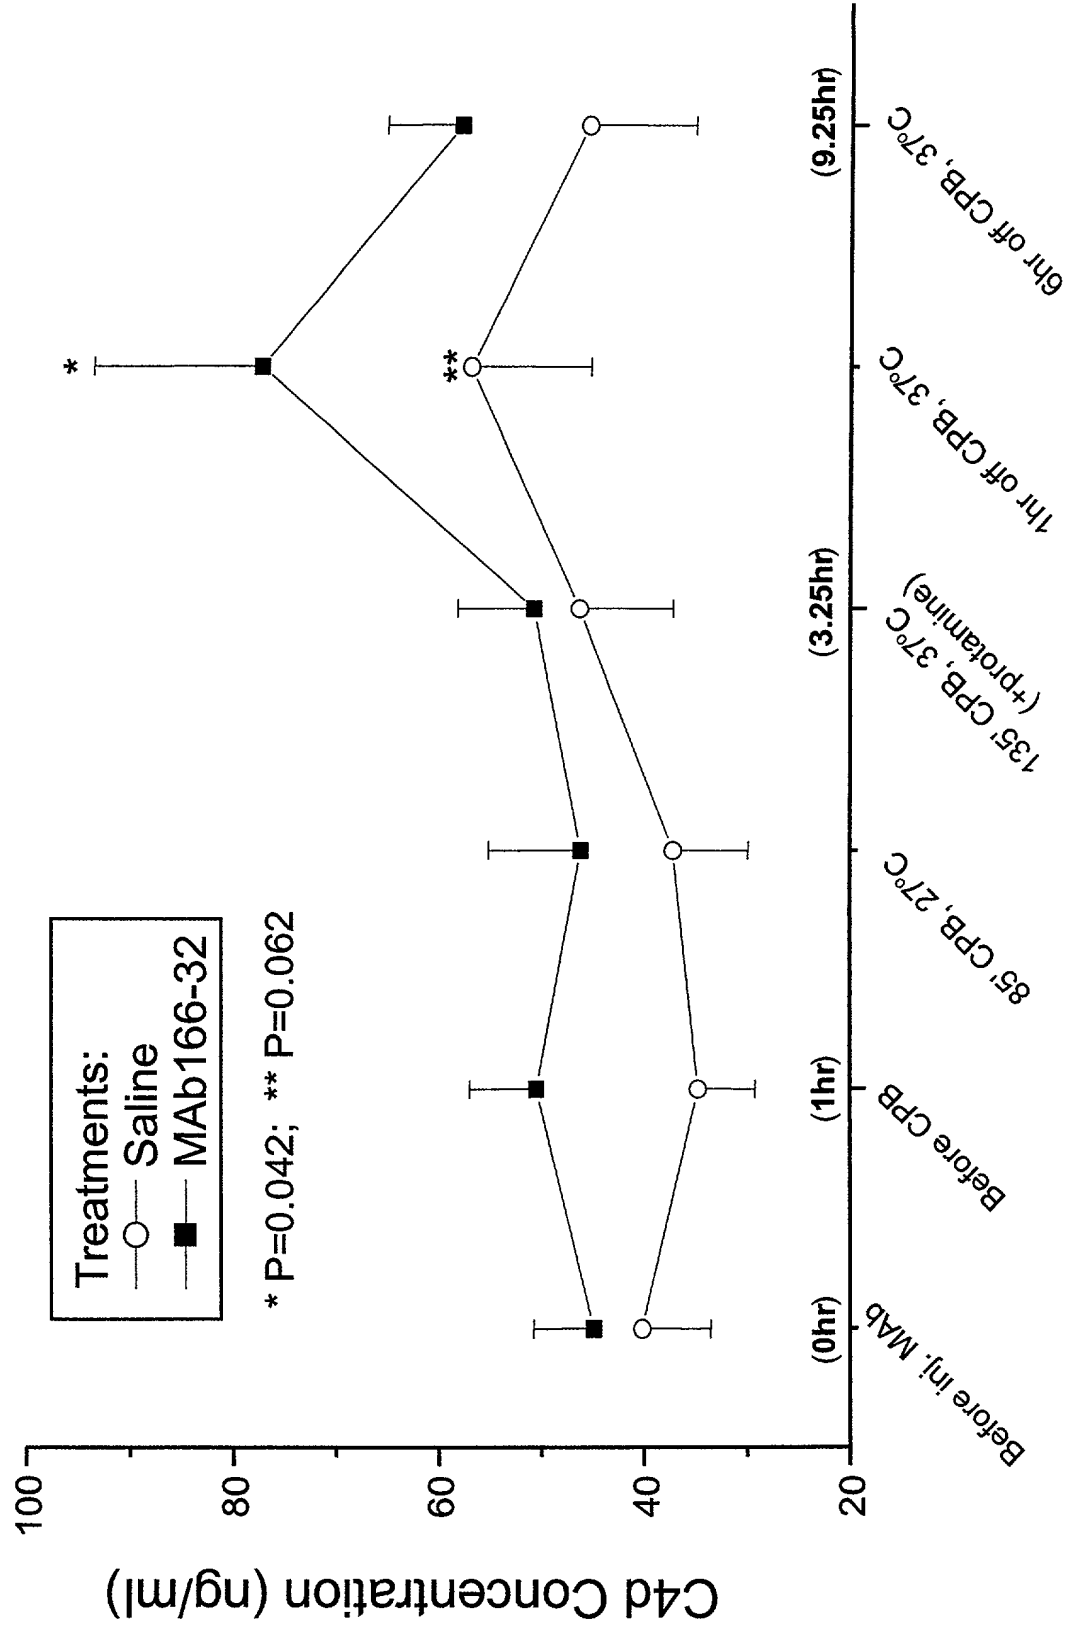 Treatments:
Saline
MAb166-32
* P=0.042; ** P=0.062
C4d Concentration (ng/ml)
100
80
60
40
20
*
**
(0hr)
(1hr)
(3.25hr)
(9.25hr)
Before inj. MAb
Before CPB
85' CPB, 27°C
135' CPB, 37°C
(+protamine)
1hr off CPB, 37°C
6hr off CPB, 37°C